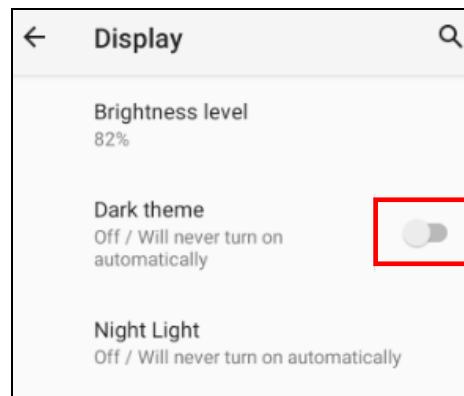 Display
Brightness level
82%
Dark theme
Off / Will never turn on
automatically
Night Light
Off / Will never turn on automatically